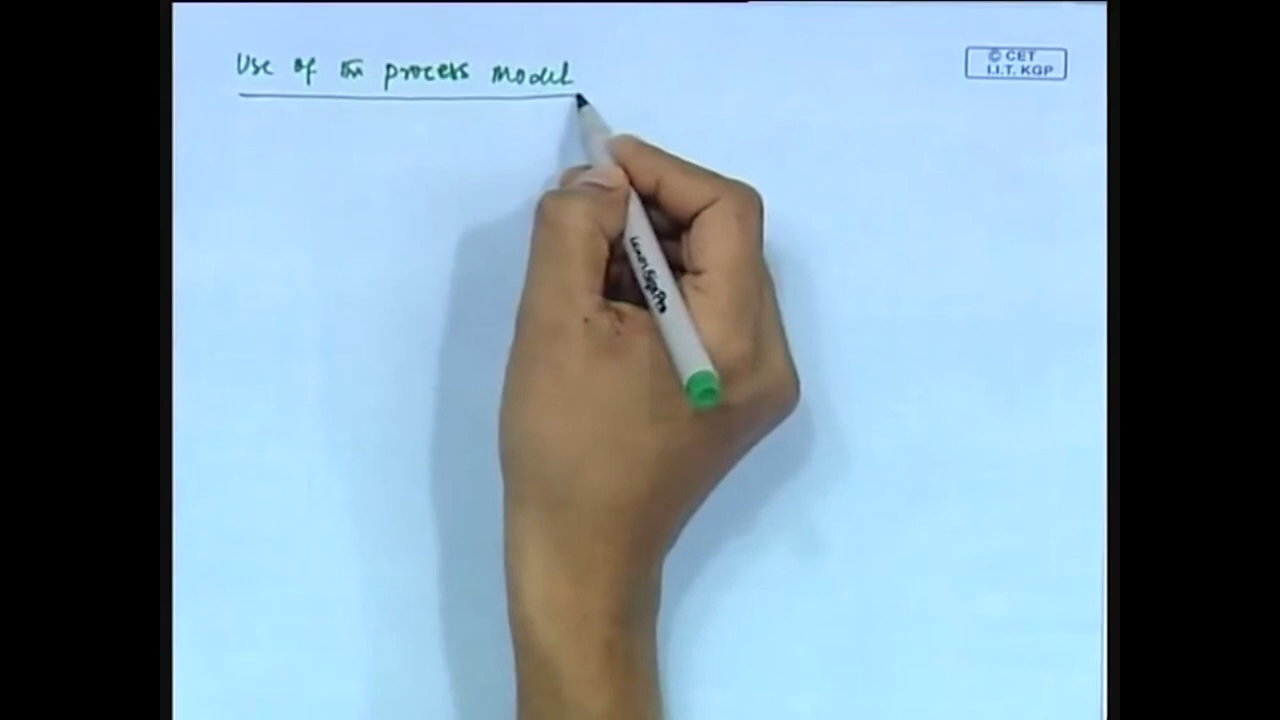 Use of the process model
© CET
I.I.T. KGP